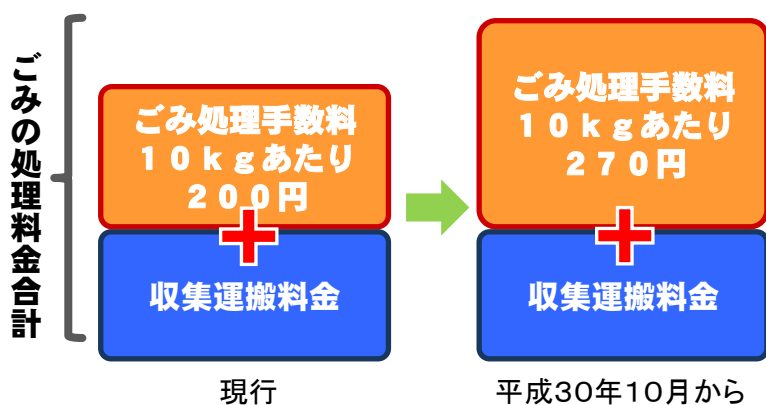 ごみの処理料金合計
ごみ処理手数料
10kgあたり
200円
収集運搬料金
現行
ごみ処理手数料
10kgあたり
270円
収集運搬料金
平成30年10月から